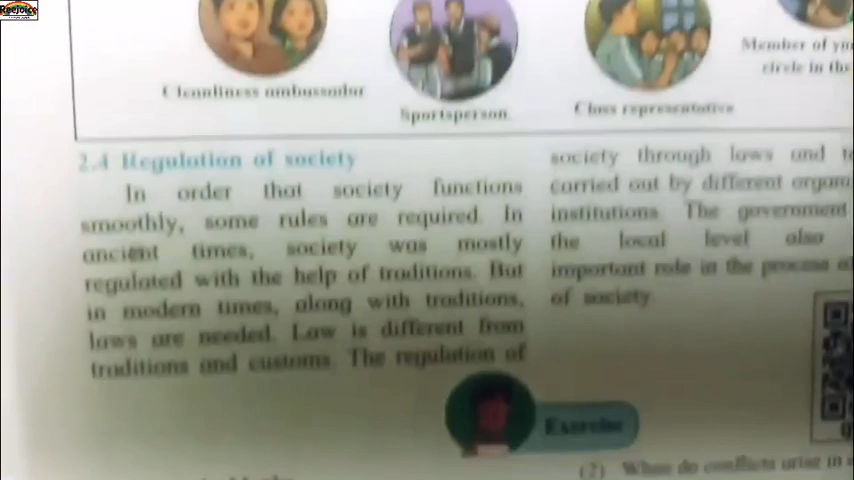 Reejoice
Cleanliness ambassador
Sportsperson
Class representative
Member of
circle in the
2.4 Regulation of society
In order that society functions
smoothly, some rules are required. In
ancient times, society was mostly
regulated with the help of traditions. But
in modern times, along with traditions,
laws are needed. Law is different from
traditions and customs. The regulation of
society through laws and
carried out by different
institutions. The government
the local level also
important role in the process
of society.
Exercise
(2) When do conflicts arise in